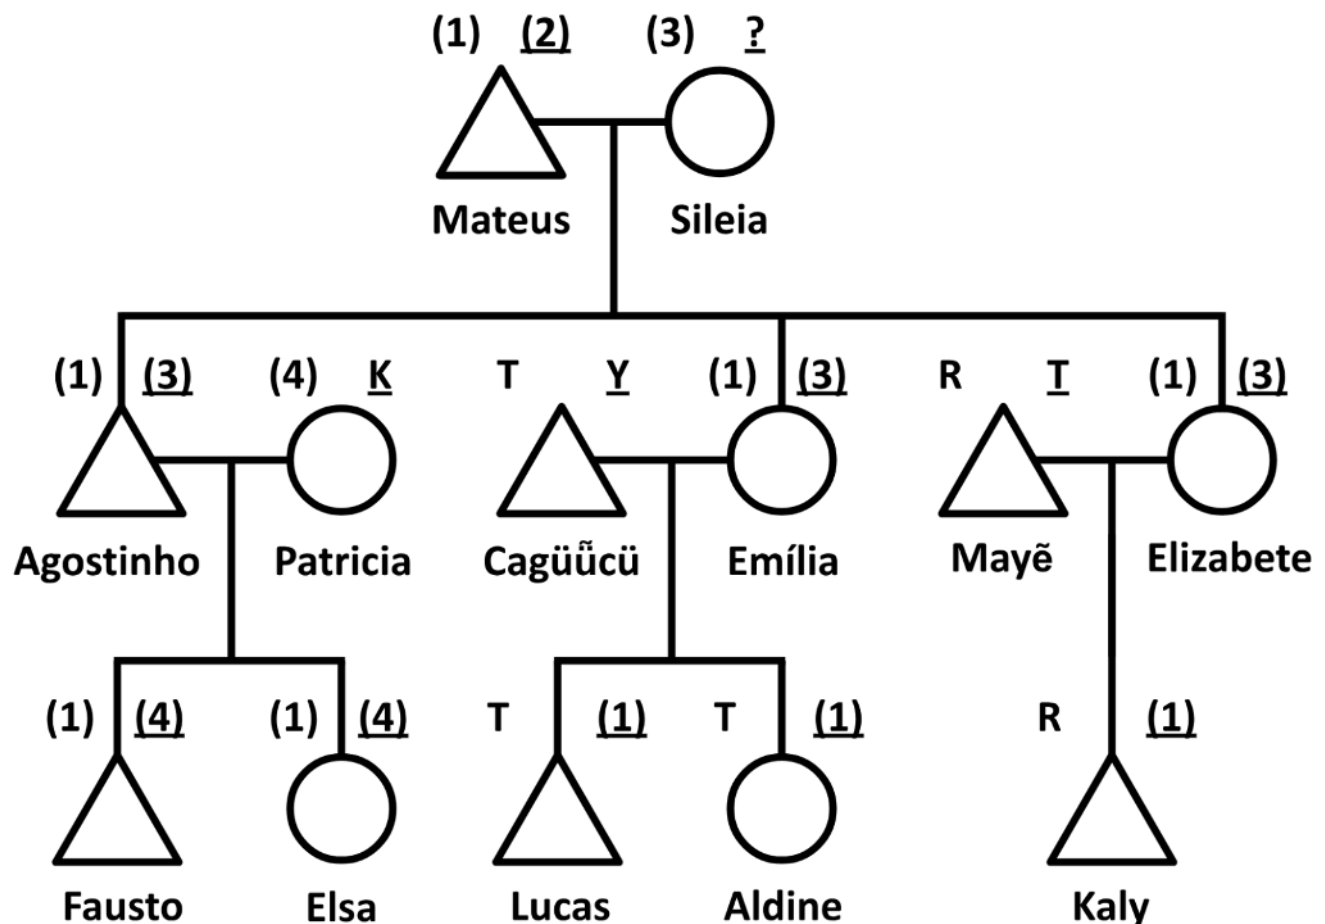 (1) (2) (3) ?
Mateus Sileia
(1) (3) (4) K T Y (1) (3) R T (1) (3)
Agostinho Patricia Cagüü̃cü Emília Mayẽ Elizabete
(1) (4) (1) (4) T (1) T (1) R (1)
Fausto Elsa Lucas Aldine Kaly